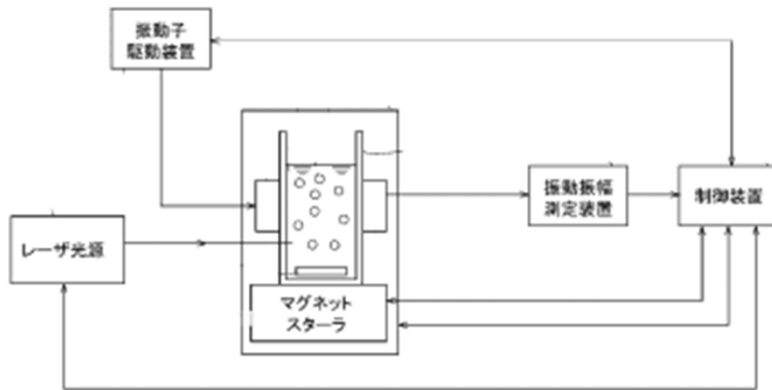 振動子
駆動装置
レーザ光源
マグネット
スターラ
振動振幅
測定装置
制御装置